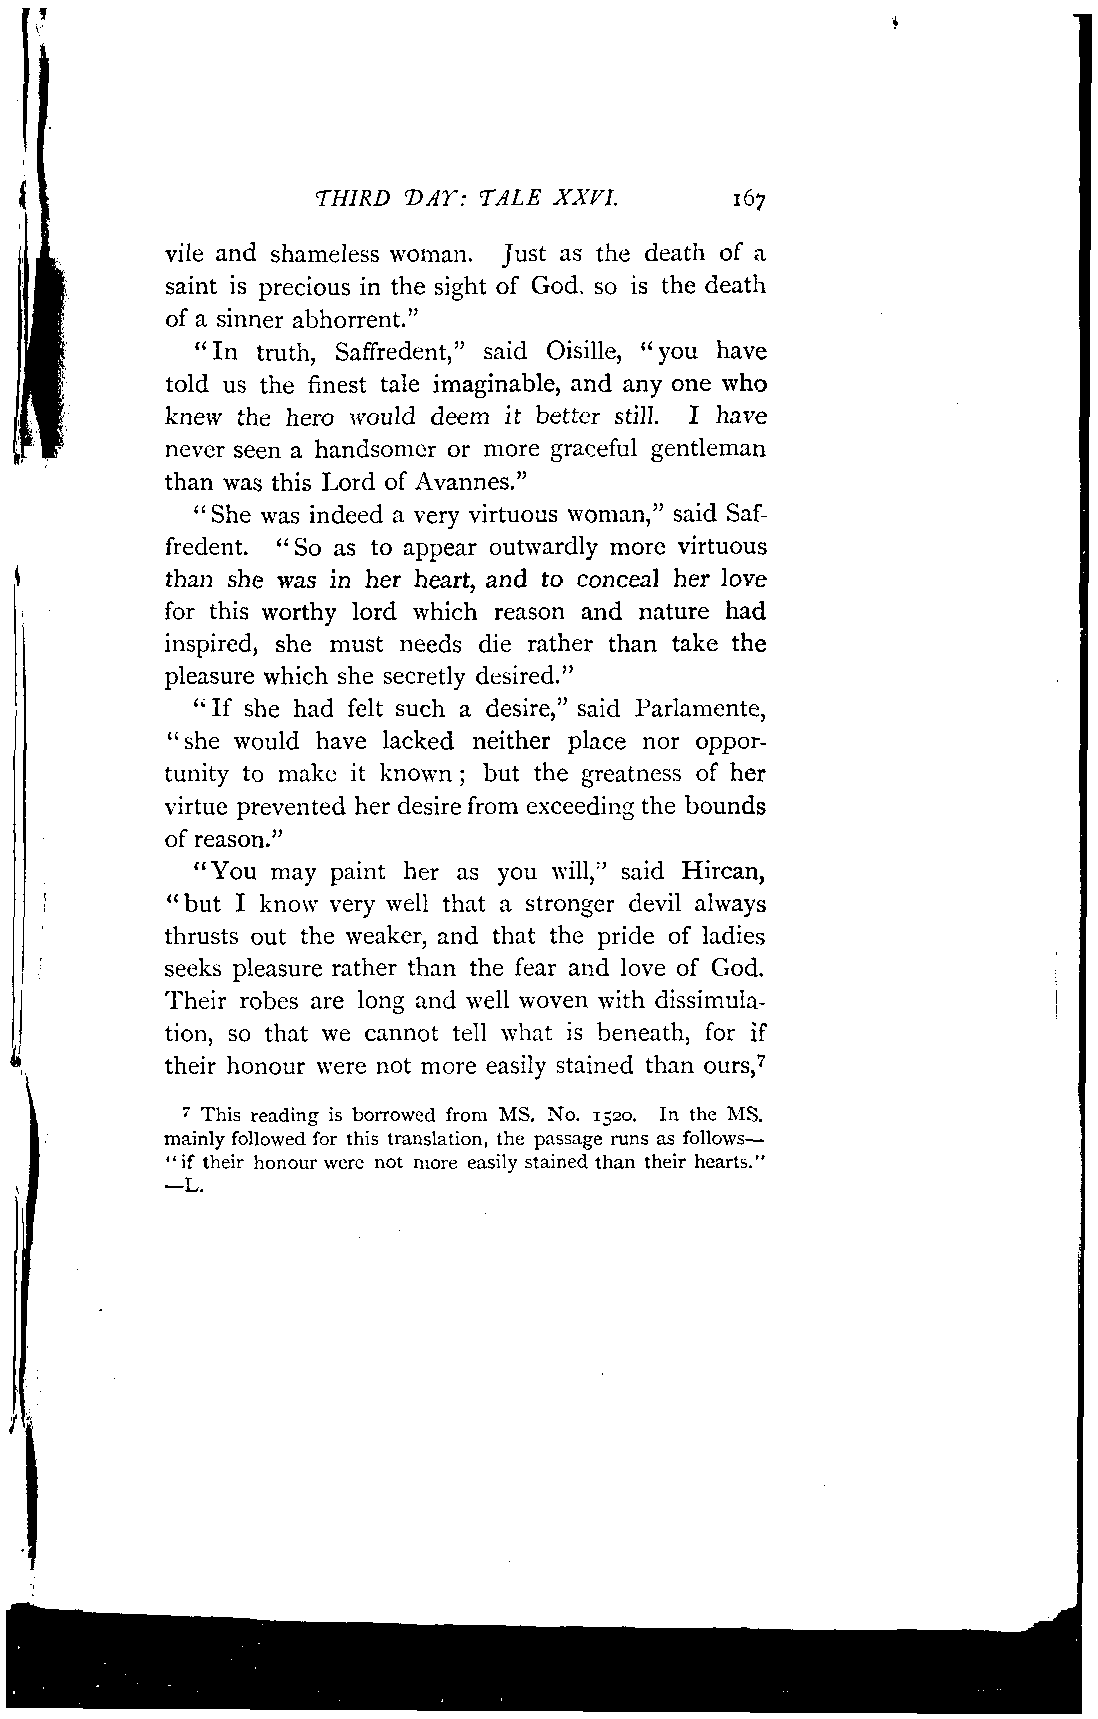 THIRD DAY: TALE XXVI. 167
vile and shameless woman. Just as the death of a
saint is precious in the sight of God. so is the death
of a sinner abhorrent.”
“In truth, Saffredent,” said Oisille, “you have
told us the finest tale imaginable, and any one who
knew the hero would deem it better still. I have
never seen a handsomer or more graceful gentleman
than was this Lord of Avannes.”
“She was indeed a very virtuous woman,” said Saf-
fredent. “So as to appear outwardly more virtuous
than she was in her heart, and to conceal her love
for this worthy lord which reason and nature had
inspired, she must needs die rather than take the
pleasure which she secretly desired.”
“If she had felt such a desire,” said Parlamente,
“she would have lacked neither place nor oppor-
tunity to make it known; but the greatness of her
virtue prevented her desire from exceeding the bounds
of reason.”
“You may paint her as you will,” said Hircan,
“but I know very well that a stronger devil always
thrusts out the weaker, and that the pride of ladies
seeks pleasure rather than the fear and love of God.
Their robes are long and well woven with dissimula-
tion, so that we cannot tell what is beneath, for if
their honour were not more easily stained than ours,⁷
⁷ This reading is borrowed from MS. No. 1520. In the MS.
mainly followed for this translation, the passage runs as follows—
“if their honour were not more easily stained than their hearts.”
—L.